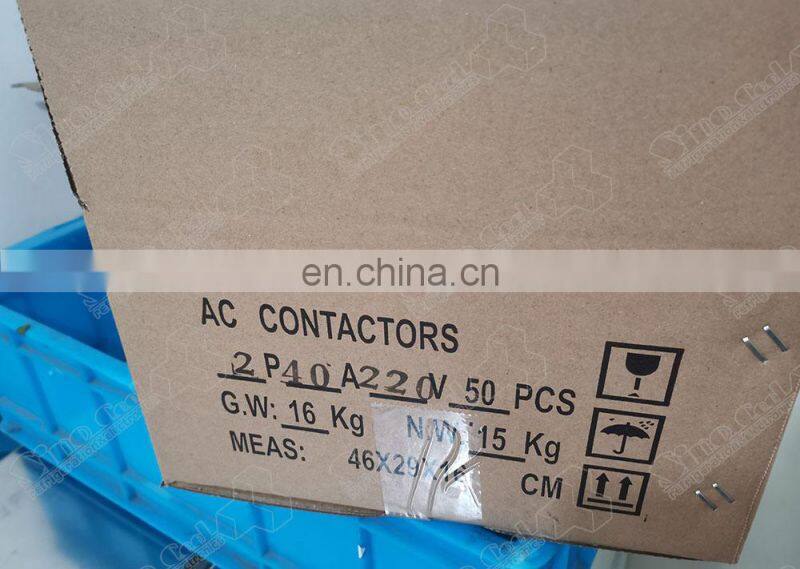 en.china.cn
AC CONTACTORS
2P40A220V 50 PCS
G.W: 16 Kg N.W: 15 Kg
MEAS: 46X29X CM